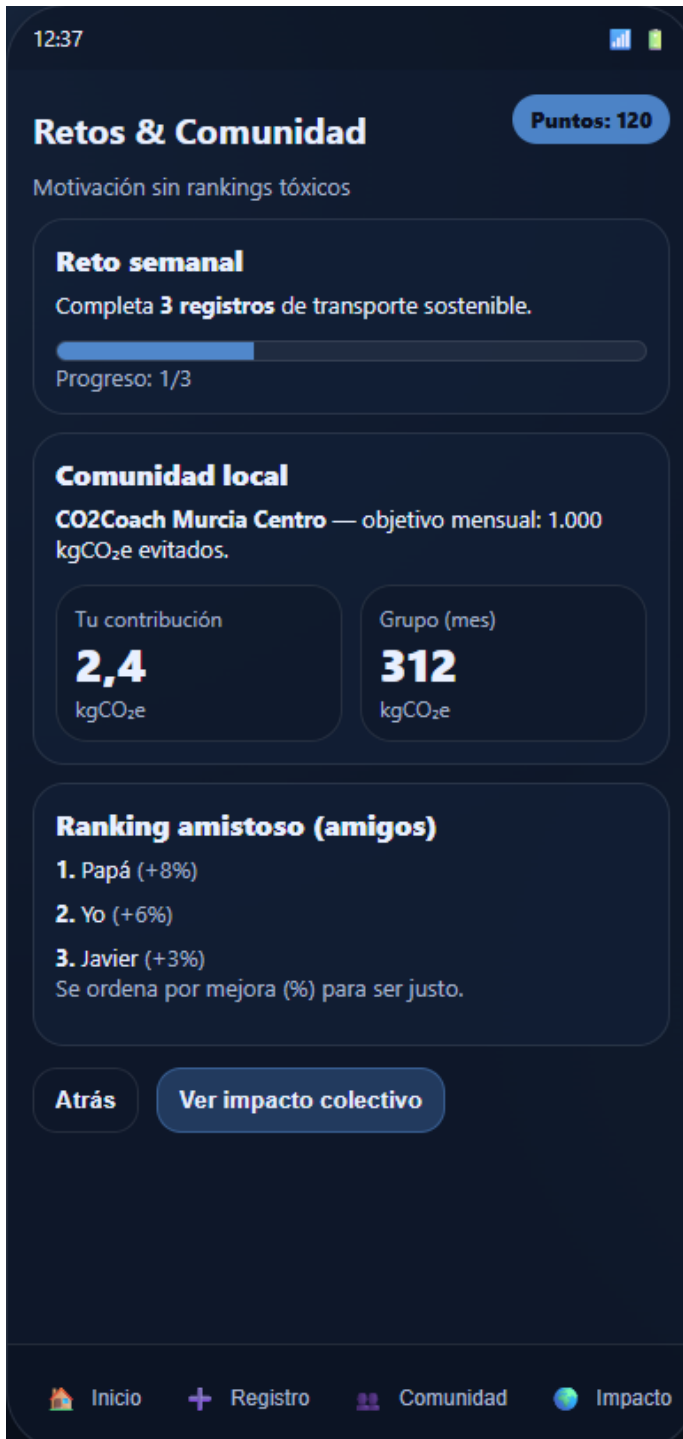 12:37
Retos & Comunidad
Puntos: 120
Motivación sin rankings tóxicos
Reto semanal
Completa 3 registros de transporte sostenible.
Progreso: 1/3
Comunidad local
CO2Coach Murcia Centro — objetivo mensual: 1.000
kgCO₂e evitados.
Tu contribución
2,4
kgCO₂e
Grupo (mes)
312
kgCO₂e
Ranking amistoso (amigos)
1. Papá (+8%)
2. Yo (+6%)
3. Javier (+3%)
Se ordena por mejora (%) para ser justo.
Atrás
Ver impacto colectivo
Inicio
Registro
Comunidad
Impacto